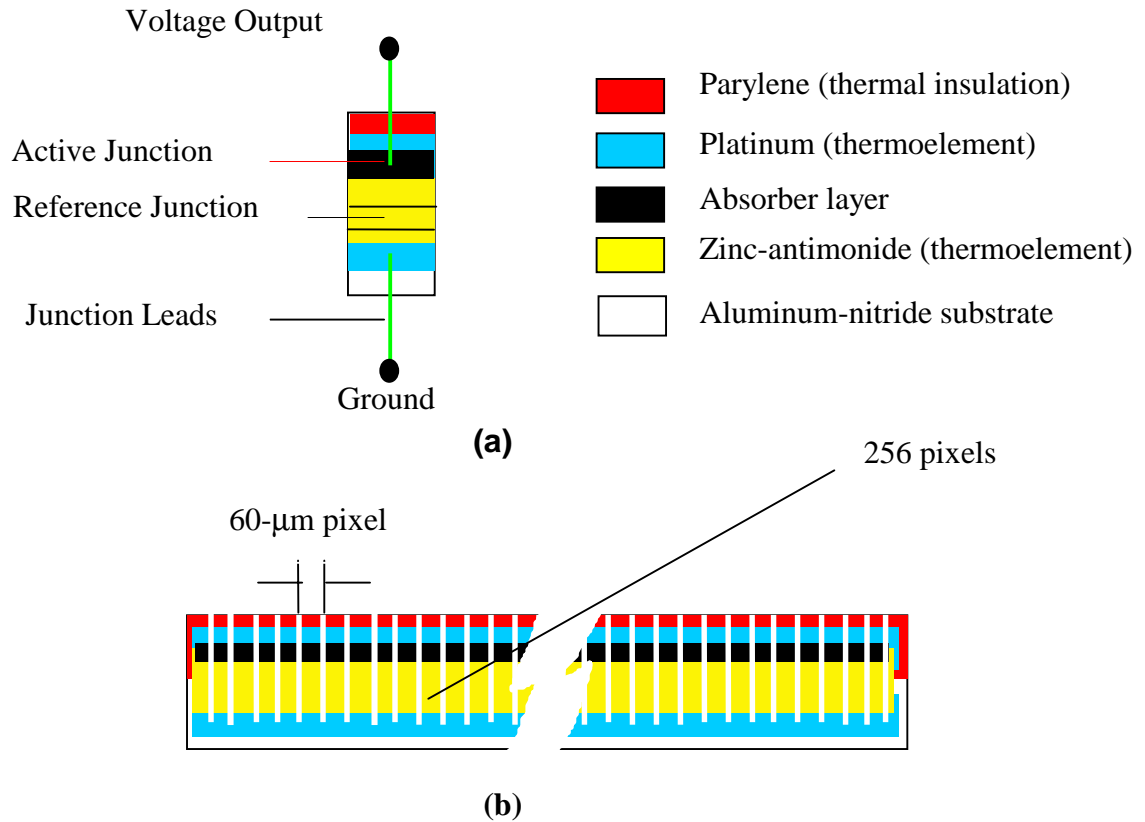 Voltage Output
Active Junction
Reference Junction
Junction Leads
Ground
Parylene (thermal insulation)
Platinum (thermoelement)
Absorber layer
Zinc-antimonide (thermoelement)
Aluminum-nitride substrate
(a)
256 pixels
60-μm pixel
(b)